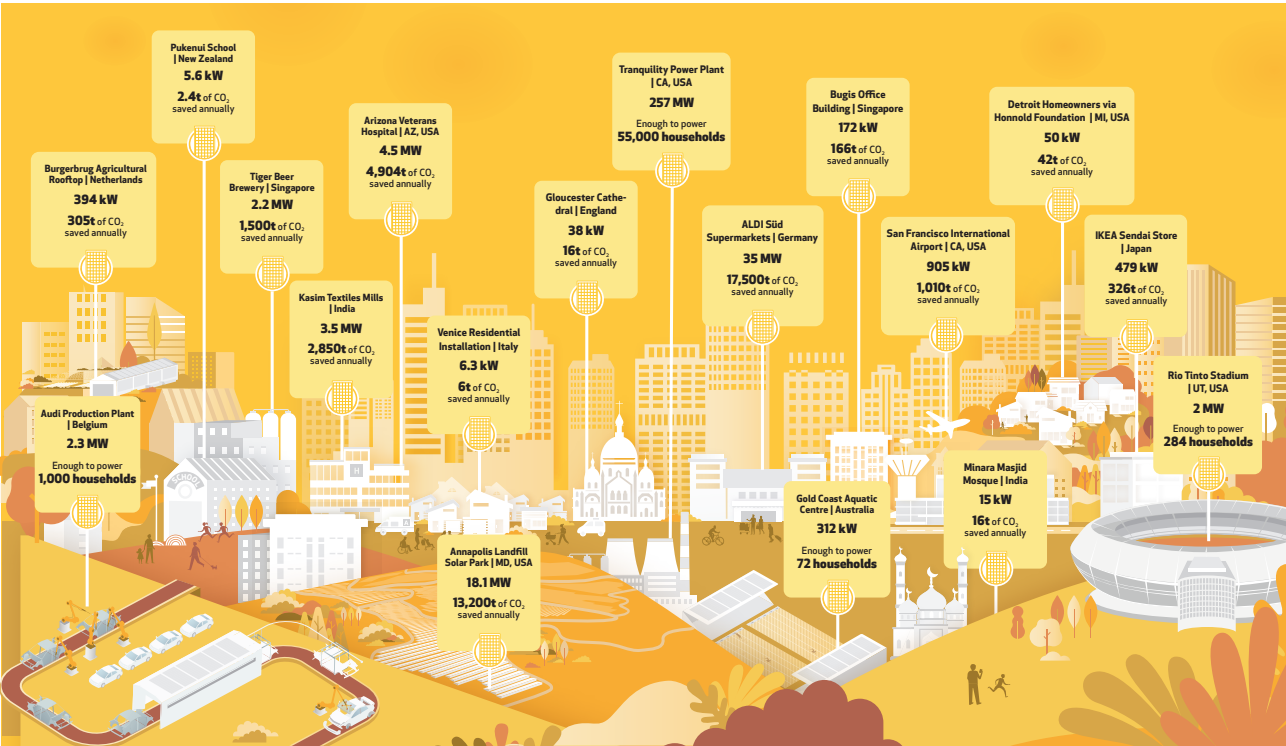 Pukenui School
| New Zealand
5.6 kW
2.4t of CO₂
saved annually
Tranquility Power Plant
| CA, USA
257 MW
Enough to power
55,000 households
Bugis Office
Building | Singapore
172 kW
166t of CO₂
saved annually
Detroit Homeowners via
Honnold Foundation | MI, USA
50 kW
42t of CO₂
saved annually
Arizona Veterans
Hospital | AZ, USA
4.5 MW
4,904t of CO₂
saved annually
Burgerbrug Agricultural
Rooftop | Netherlands
394 kW
305t of CO₂
saved annually
Tiger Beer
Brewery | Singapore
2.2 MW
1,500t of CO₂
saved annually
Gloucester Cathe-
dral | England
38 kW
16t of CO₂
saved annually
ALDI Süd
Supermarkets | Germany
35 MW
17,500t of CO₂
saved annually
San Francisco International
Airport | CA, USA
905 kW
1,010t of CO₂
saved annually
IKEA Sendai Store
| Japan
479 kW
326t of CO₂
saved annually
Kasim Textiles Mills
| India
3.5 MW
2,850t of CO₂
saved annually
Venice Residential
Installation | Italy
6.3 kW
6t of CO₂
saved annually
Rio Tinto Stadium
| UT, USA
2 MW
Enough to power
284 households
Audi Production Plant
| Belgium
2.3 MW
Enough to power
1,000 households
SCHOOL
H
Minara Masjid
Mosque | India
15 kW
16t of CO₂
saved annually
Gold Coast Aquatic
Centre | Australia
312 kW
Enough to power
72 households
Annapolis Landfill
Solar Park | MD, USA
18.1 MW
13,200t of CO₂
saved annually